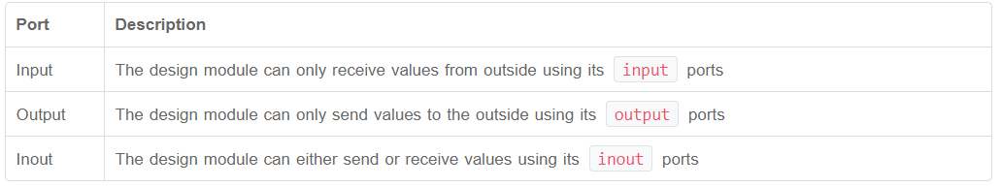 Port Description
Input The design module can only receive values from outside using its input ports
Output The design module can only send values to the outside using its output ports
Inout The design module can either send or receive values using its inout ports